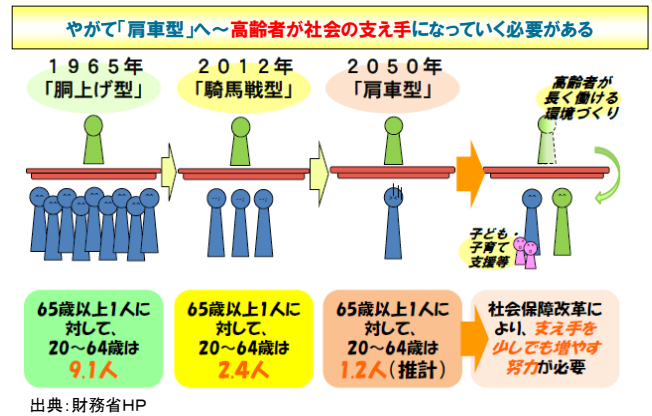 やがて「肩車型」へ~高齢者が社会の支え手になっていく必要がある
1965年
「胴上げ型」
2012年
「騎馬戦型」
2050年
「肩車型」
高齢者が
長く働ける
環境づくり
子ども・
子育て
支援等
65歳以上1人に
対して、
20~64歳は
9.1人
65歳以上1人に
対して、
20~64歳は
2.4人
65歳以上1人に
対して、
20~64歳は
1.2人(推計)
社会保障改革に
より、支え手を
少しでも増やす
努力が必要
出典:財務省HP